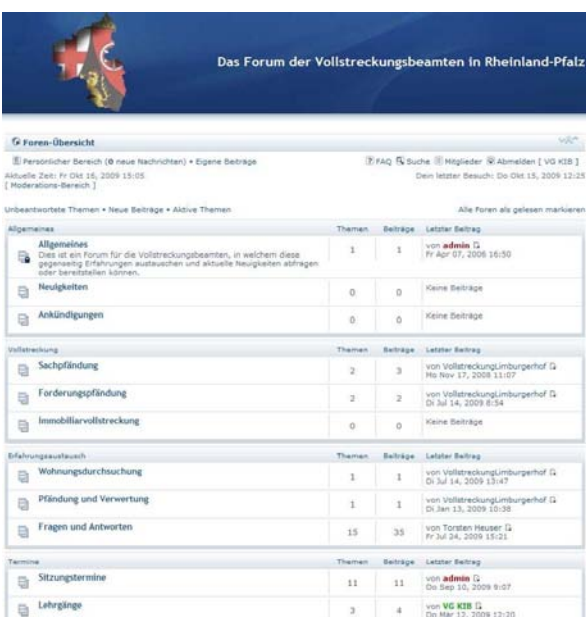 Das Forum der Vollstreckungsbeamten in Rheinland-Pfalz
Foren-Übersicht
Persönlicher Bereich (0 neue Nachrichten) • Eigene Beiträge
FAQ Suche Mitglieder Abmelden [ VG KIB ]
Aktuelle Zeit: Fr Okt 16, 2009 15:05
Dein letzter Besuch: Do Okt 15, 2009 12:25
[ Moderations-Bereich ]
Unbeantwortete Themen • Neue Beiträge • Aktive Themen
Alle Foren als gelesen markieren
Allgemeines Themen Beiträge Letzter Beitrag
Allgemeines
Dies ist ein Forum für die Vollstreckungsbeamten, in welchem diese
gegenseitig Erfahrungen austauschen und aktuelle Neuigkeiten abfragen
oder bereitstellen können.
1 1 von admin
Fr Apr 07, 2006 16:50
Neuigkeiten 0 0 Keine Beiträge
Ankündigungen 0 0 Keine Beiträge
Vollstreckung Themen Beiträge Letzter Beitrag
Sachpfändung 2 3 von VollstreckungLimburgerhof
Mo Nov 17, 2008 11:07
Forderungspfändung 2 2 von VollstreckungLimburgerhof
Di Jul 14, 2009 8:54
Immobiliarvollstreckung 0 0 Keine Beiträge
Erfahrungsaustausch Themen Beiträge Letzter Beitrag
Wohnungsdurchsuchung 1 1 von VollstreckungLimburgerhof
Di Jul 14, 2009 13:47
Pfändung und Verwertung 1 1 von VollstreckungLimburgerhof
Di Jan 13, 2009 10:38
Fragen und Antworten 15 35 von Torsten Heuser
Fr Jul 24, 2009 15:21
Termine Themen Beiträge Letzter Beitrag
Sitzungstermine 11 11 von admin
Do Sep 10, 2009 9:07
Lehrgänge 3 4 von VG KIB
Do Mär 12, 2009 12:20